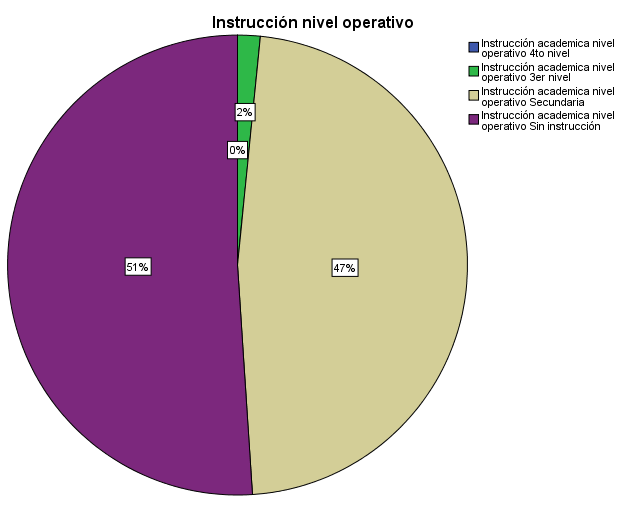 Instrucción nivel operativo
Instrucción academica nivel
operativo 4to nivel
Instrucción academica nivel
operativo 3er nivel
Instrucción academica nivel
operativo Secundaria
Instrucción academica nivel
operativo Sin instrucción
2%
0%
51%
47%